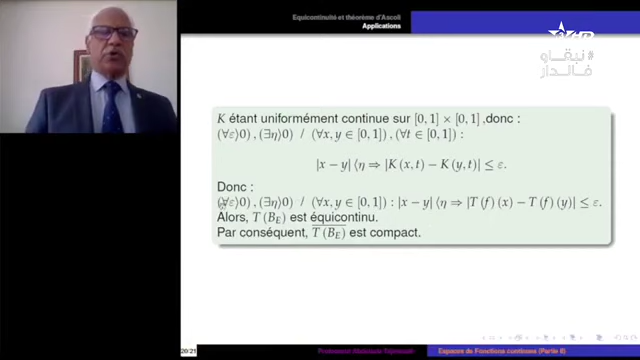 Equicontinuité et théorème d'Ascoli
Applications
#نبقاو
فالدار
K étant uniformément continue sur [0,1] × [0,1] ,donc :
(∀ε⟩0) , (∃η⟩0) / (∀x,y ∈ [0,1]) , (∀t ∈ [0,1]) :
|x − y| ⟨η ⇒ |K (x,t) − K (y,t)| ≤ ε.
Donc :
(∀ε⟩0) , (∃η⟩0) / (∀x,y ∈ [0,1]) : |x − y| ⟨η ⇒ |T (f) (x) − T (f) (y)| ≤ ε.
Alors, T (B_E) est équicontinu.
Par conséquent, \overline{T (B_E)} est compact.
20:21
Espaces de Fonctions continues (Partie II)